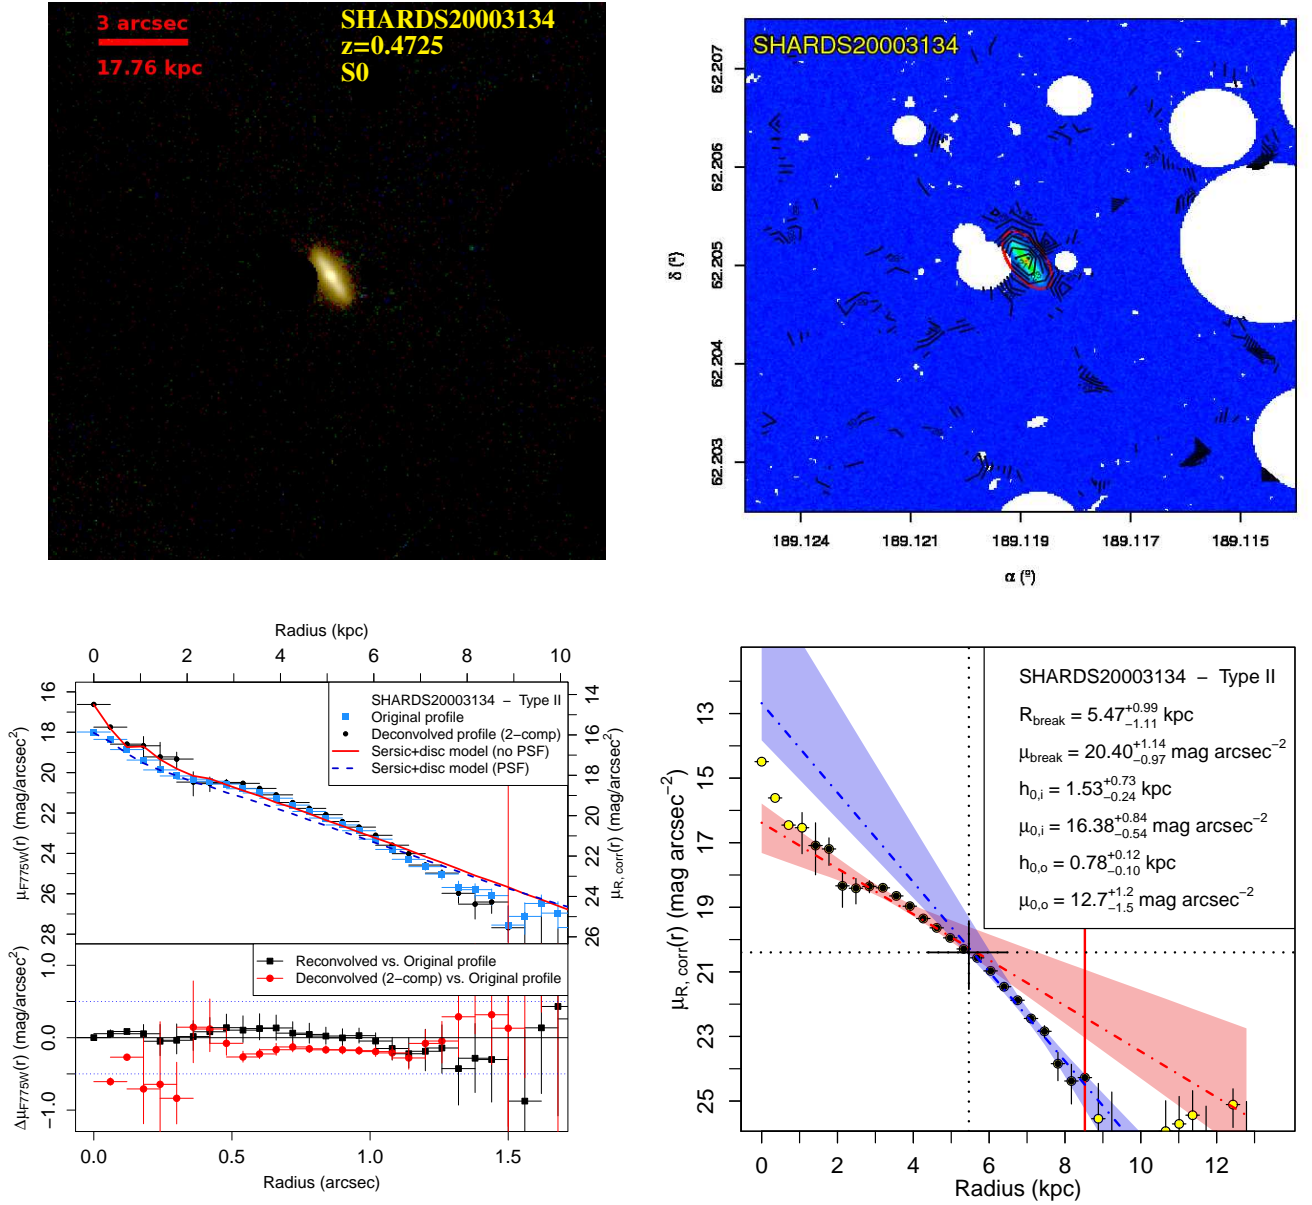 3 arcsec
17.76 kpc
SHARDS20003134
z=0.4725
S0
SHARDS20003134
62.207
62.206
62.205
62.204
62.203
δ (º)
189.124 189.121 189.119 189.117 189.115
α (º)
Radius (kpc)
0 2 4 6 8 10
16
18
20
22
24
26
28
μF775W(r) (mag/arcsec²)
14
16
18
20
22
24
26
μR, corr(r) (mag/arcsec²)
SHARDS20003134 − Type II
Original profile
Deconvolved profile (2−comp)
Sersic+disc model (no PSF)
Sersic+disc model (PSF)
1.0
0.0
−1.0
ΔμF775W(r) (mag/arcsec²)
Reconvolved vs. Original profile
Deconvolved (2−comp) vs. Original profile
0.0 0.5 1.0 1.5
Radius (arcsec)
13
15
17
19
21
23
25
μR, corr(r) (mag arcsec−2)
SHARDS20003134 − Type II
Rbreak = 5.47 +0.99 −1.11 kpc
μbreak = 20.40 +1.14 −0.97 mag arcsec−2
h0,i = 1.53 +0.73 −0.24 kpc
μ0,i = 16.38 +0.84 −0.54 mag arcsec−2
h0,o = 0.78 +0.12 −0.10 kpc
μ0,o = 12.7 +1.2 −1.5 mag arcsec−2
0 2 4 6 8 10 12
Radius (kpc)